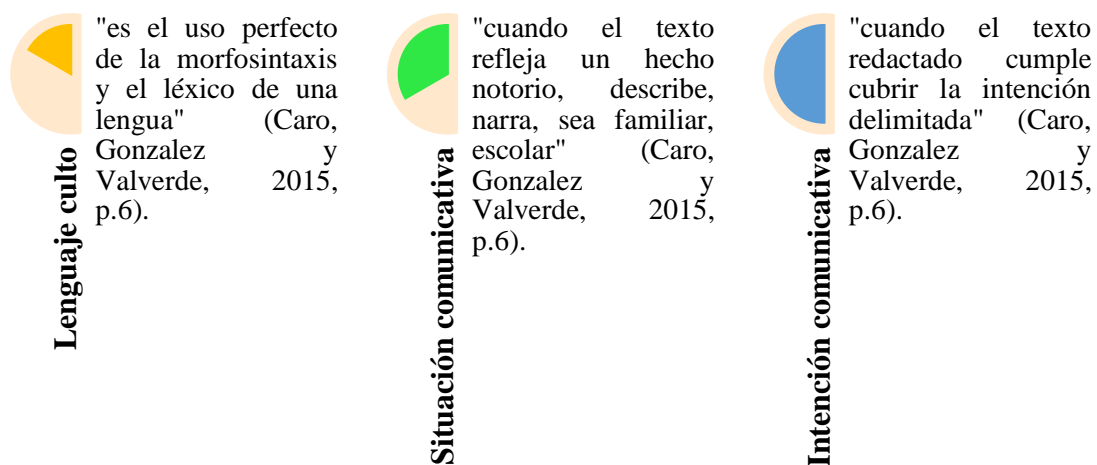 Lenguaje culto
"es el uso perfecto
de la morfosintaxis
y el léxico de una
lengua" (Caro,
Gonzalez y
Valverde, 2015,
p.6).
Situación comunicativa
"cuando el texto
refleja un hecho
notorio, describe,
narra, sea familiar,
escolar" (Caro,
Gonzalez y
Valverde, 2015,
p.6).
Intención comunicativa
"cuando el texto
redactado cumple
cubrir la intención
delimitada" (Caro,
Gonzalez y
Valverde, 2015,
p.6).